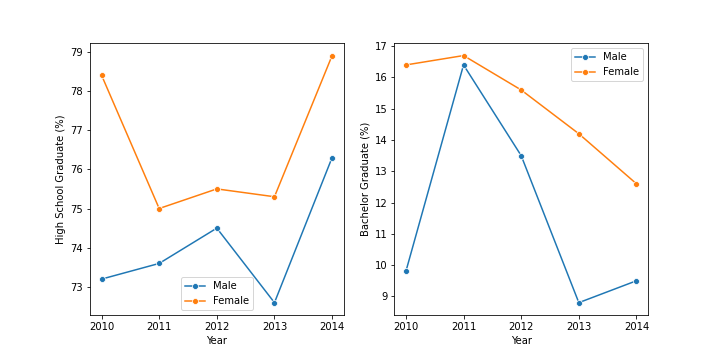 79
78
77
76
75
74
73
High School Graduate (%)
2010 2011 2012 2013 2014
Year
Male
Female
17
16
15
14
13
12
11
10
9
Bachelor Graduate (%)
2010 2011 2012 2013 2014
Year
Male
Female